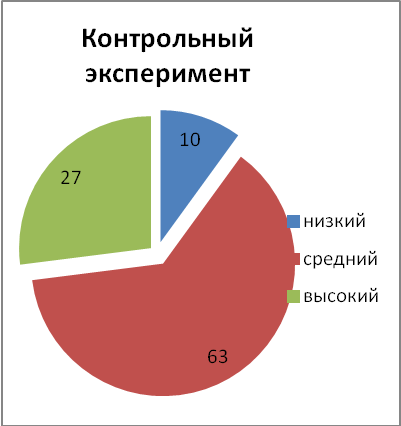 Контрольный
эксперимент
10
27
низкий
средний
высокий
63